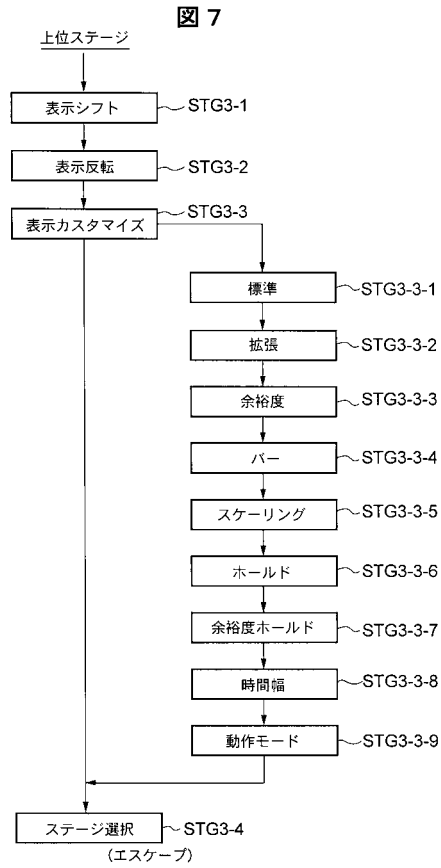 図 7
上位ステージ
表示シフト
STG3-1
表示反転
STG3-2
表示カスタマイズ
STG3-3
標準
STG3-3-1
拡張
STG3-3-2
余裕度
STG3-3-3
バー
STG3-3-4
スケーリング
STG3-3-5
ホールド
STG3-3-6
余裕度ホールド
STG3-3-7
時間幅
STG3-3-8
動作モード
STG3-3-9
ステージ選択
STG3-4
(エスケープ)